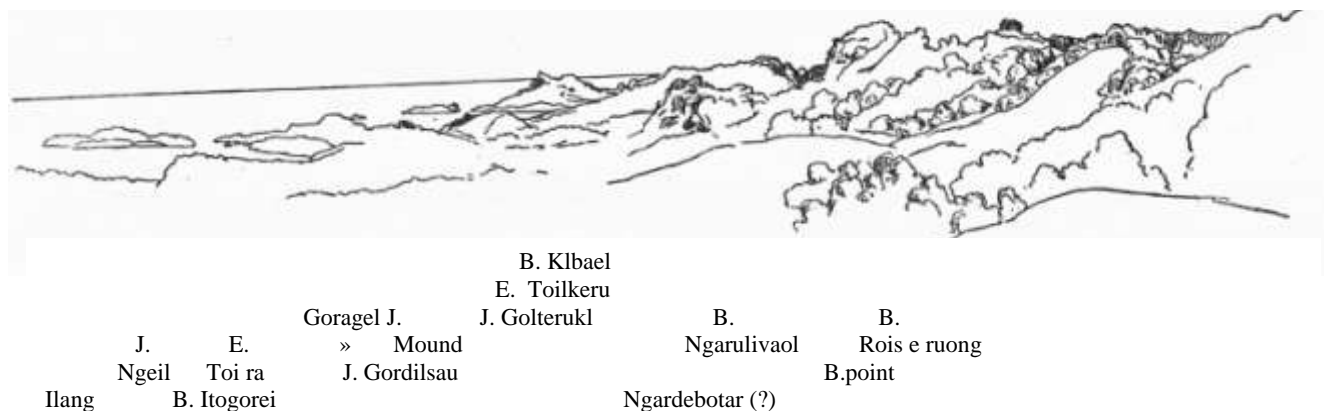 B. Klbael
E. Toilkeru
Goragel J. J. Golterukl B. B.
J. E. » Mound Ngarulivaol Rois e ruong
Ngeil Toi ra J. Gordilsau B.point
Ilang B. Itogorei Ngardebotar (?)